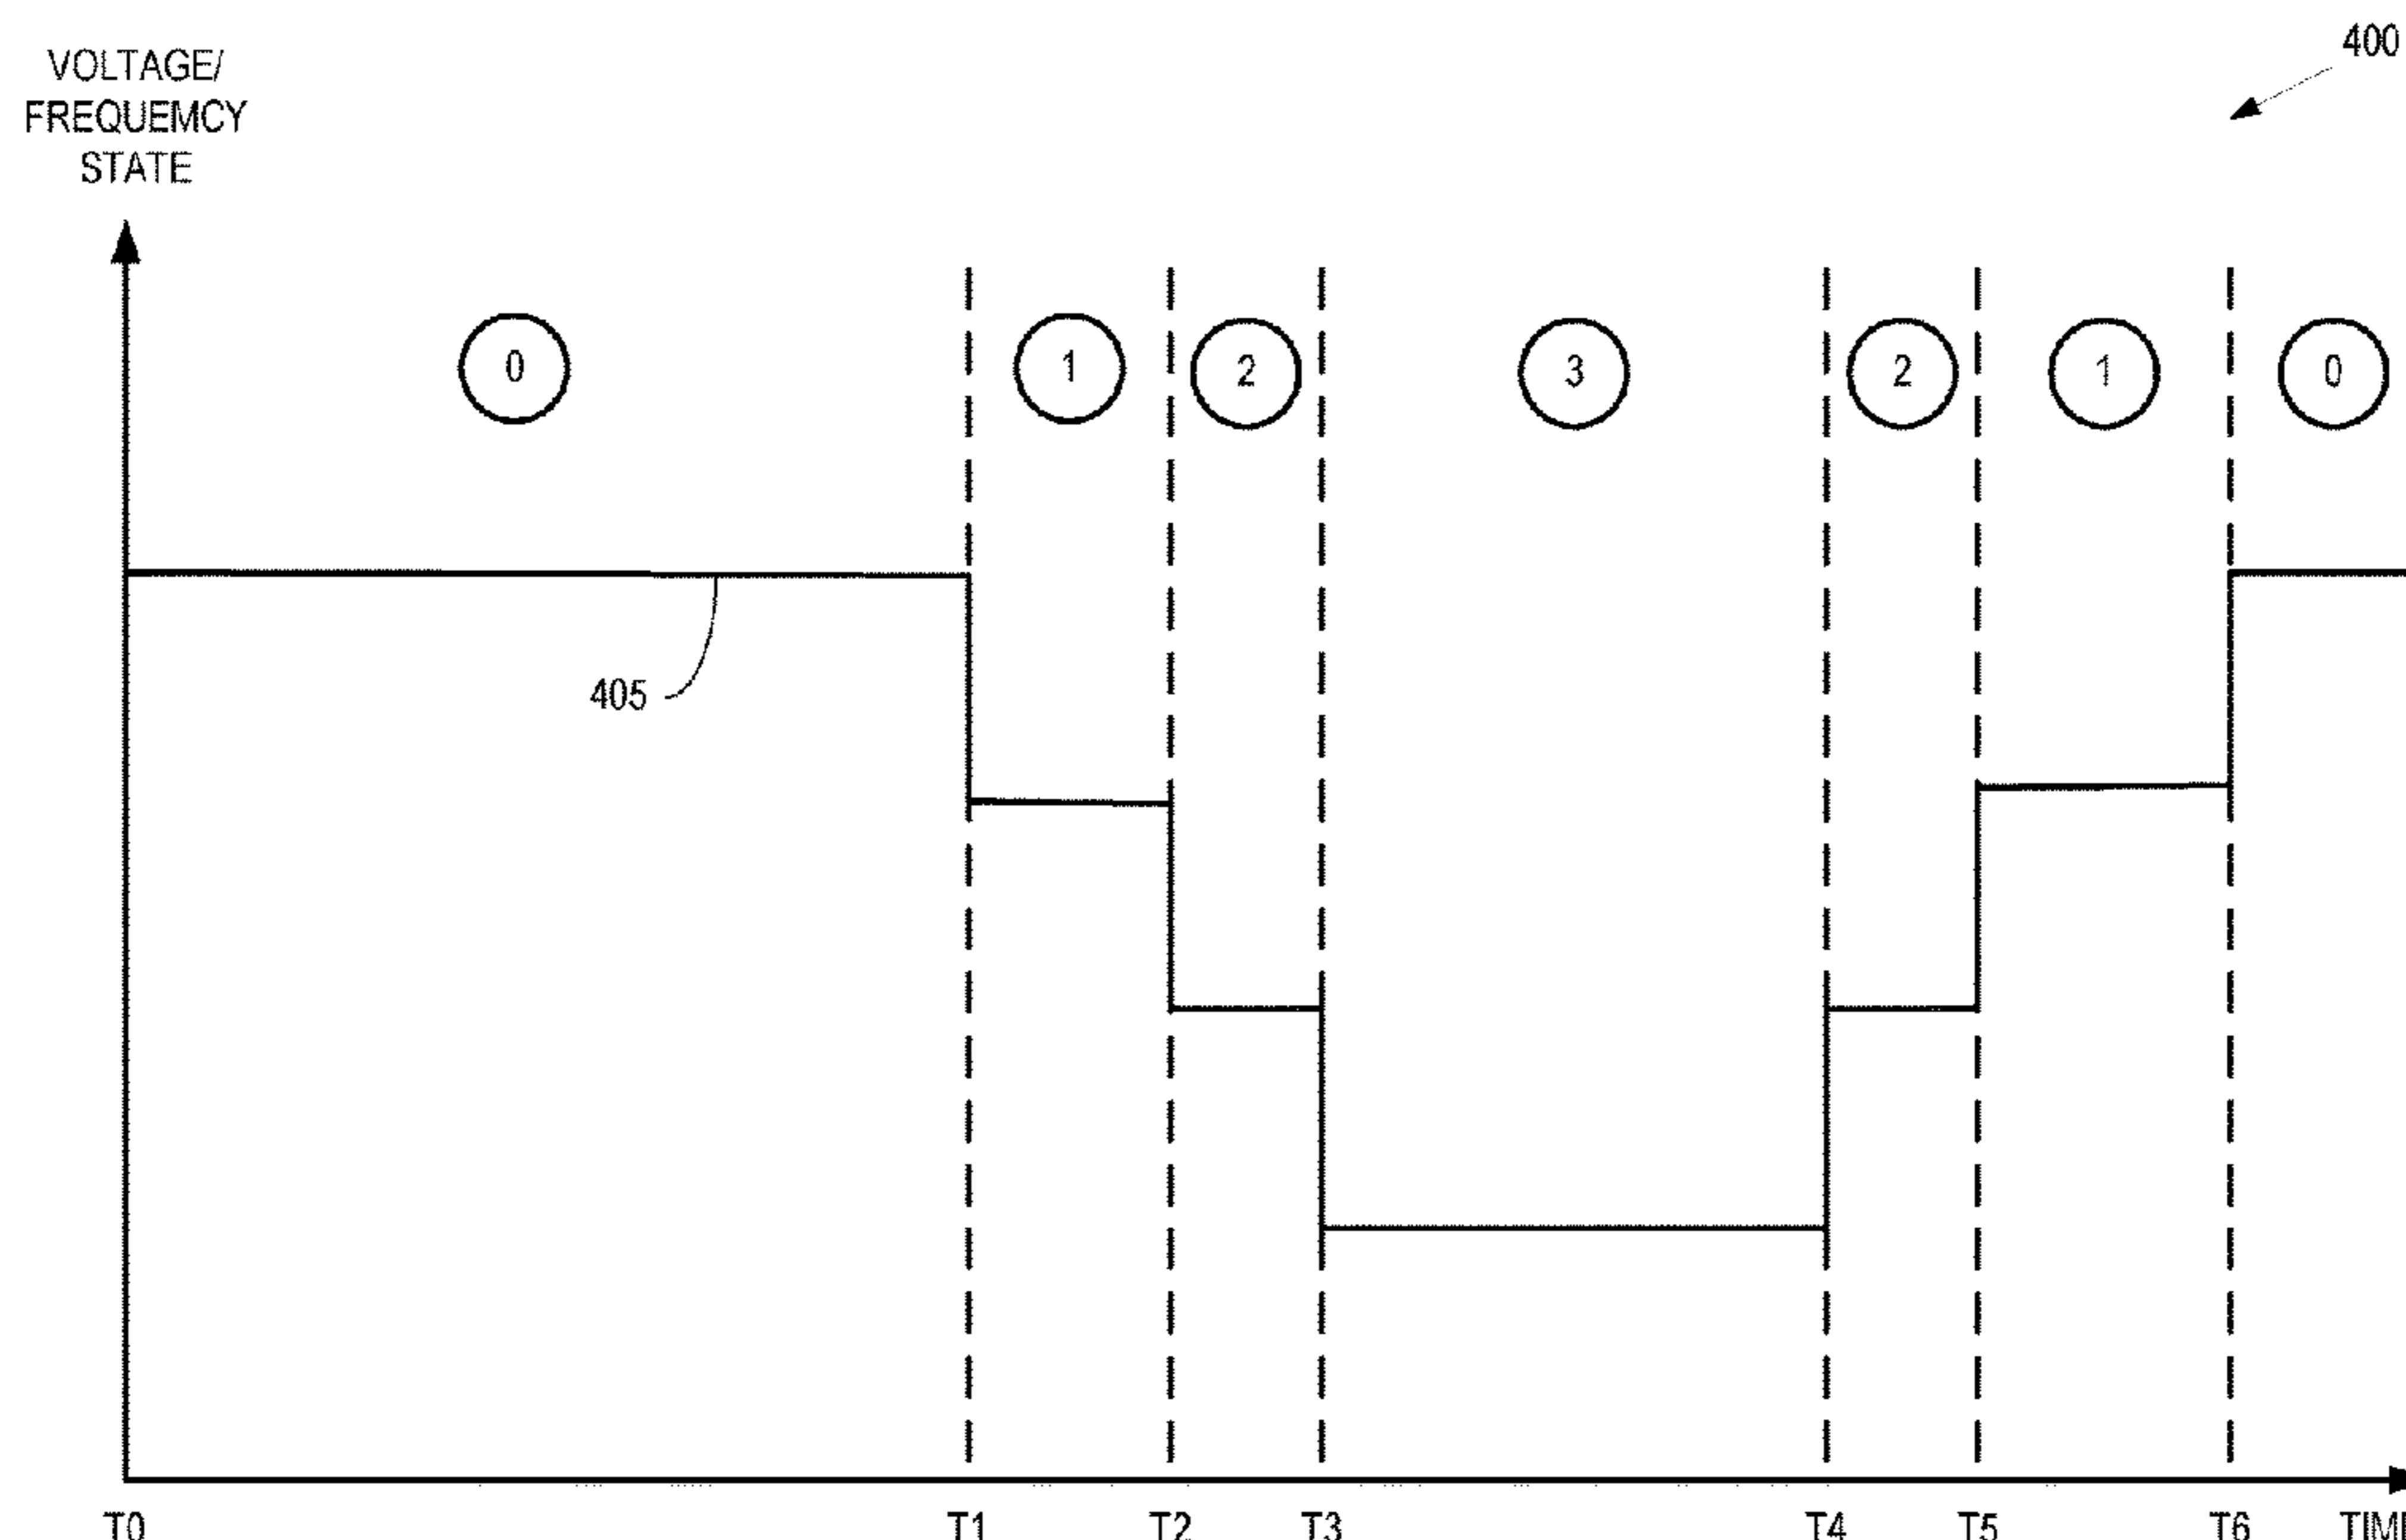 400
VOLTAGE/
FREQUEMCY
STATE
0 1 2 3 2 1 0
405
T0 T1 T2 T3 T4 T5 T6